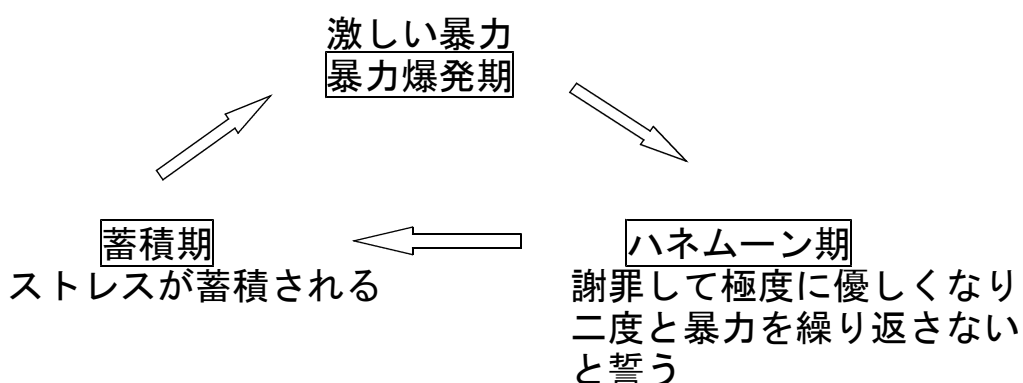 激しい暴力
暴力爆発期
蓄積期
ストレスが蓄積される
ハネムーン期
謝罪して極度に優しくなり
二度と暴力を繰り返さない
と誓う